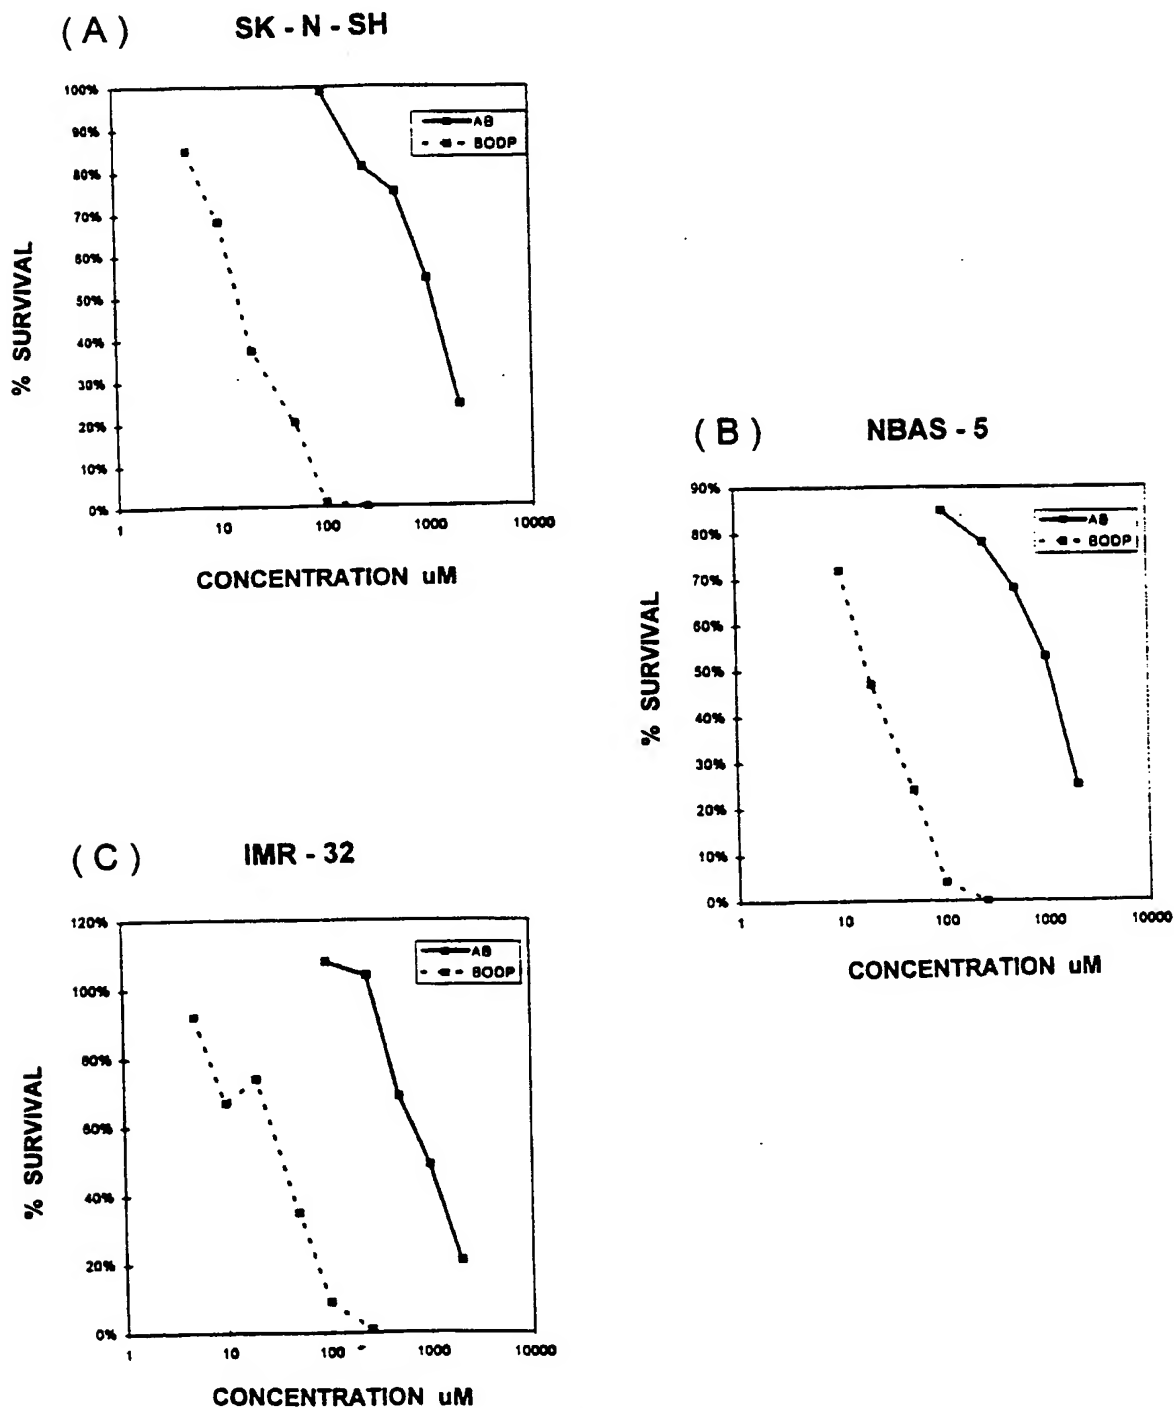 ( A ) SK - N - SH
100%
90%
80%
70%
60%
50%
40%
30%
20%
10%
0%
% SURVIVAL
AB
BODP
1 10 100 1000 10000
CONCENTRATION uM
( B ) NBAS - 5
90%
80%
70%
60%
50%
40%
30%
20%
10%
0%
% SURVIVAL
AB
BODP
1 10 100 1000 10000
CONCENTRATION uM
( C ) IMR - 32
120%
100%
80%
60%
40%
20%
0%
% SURVIVAL
AB
BODP
1 10 100 1000 10000
CONCENTRATION uM